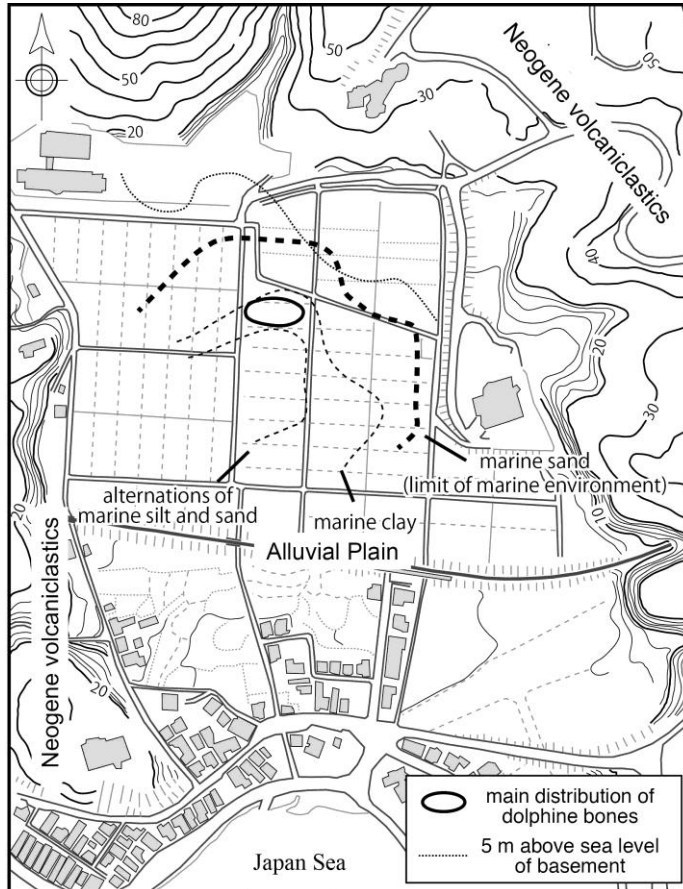 80
50
20
50
30
50
Neogene volcaniclastics
40
20
30
10
20
marine sand
(limit of marine environment)
alternations of
marine silt and sand
marine clay
Alluvial Plain
Neogene volcaniclastics
20
main distribution of
dolphine bones
5 m above sea level
of basement
Japan Sea